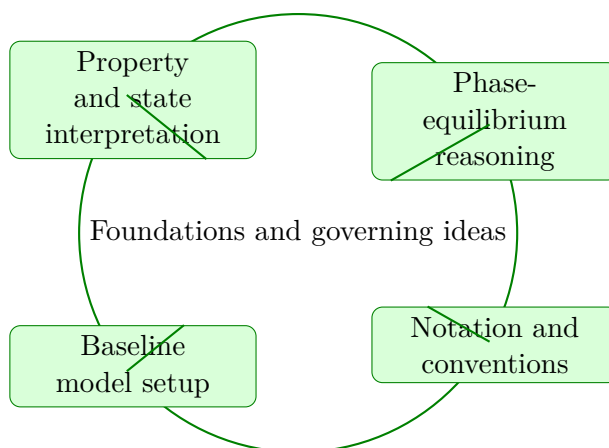 Property
and state
interpretation
Phase-
equilibrium
reasoning
Foundations and governing ideas
Baseline
model setup
Notation and
conventions